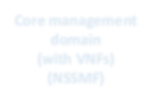 Core management
domain
(with VNFs)
(NSSMF)